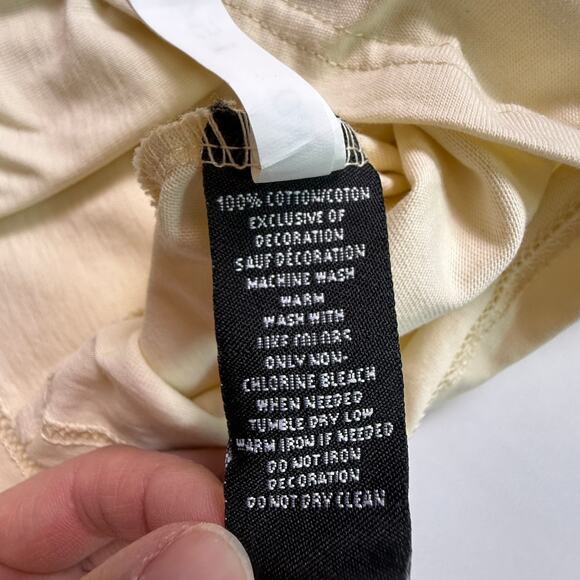 100% COTTON/COTON
EXCLUSIVE OF
DECORATION
SAUF DÉCORATION
MACHINE WASH
WARM
WASH WITH
LIKE COLORS
ONLY NON-
CHLORINE BLEACH
WHEN NEEDED
TUMBLE DRY LOW
WARM IRON IF NEEDED
DO NOT IRON
DECORATION
DO NOT DRY CLEAN